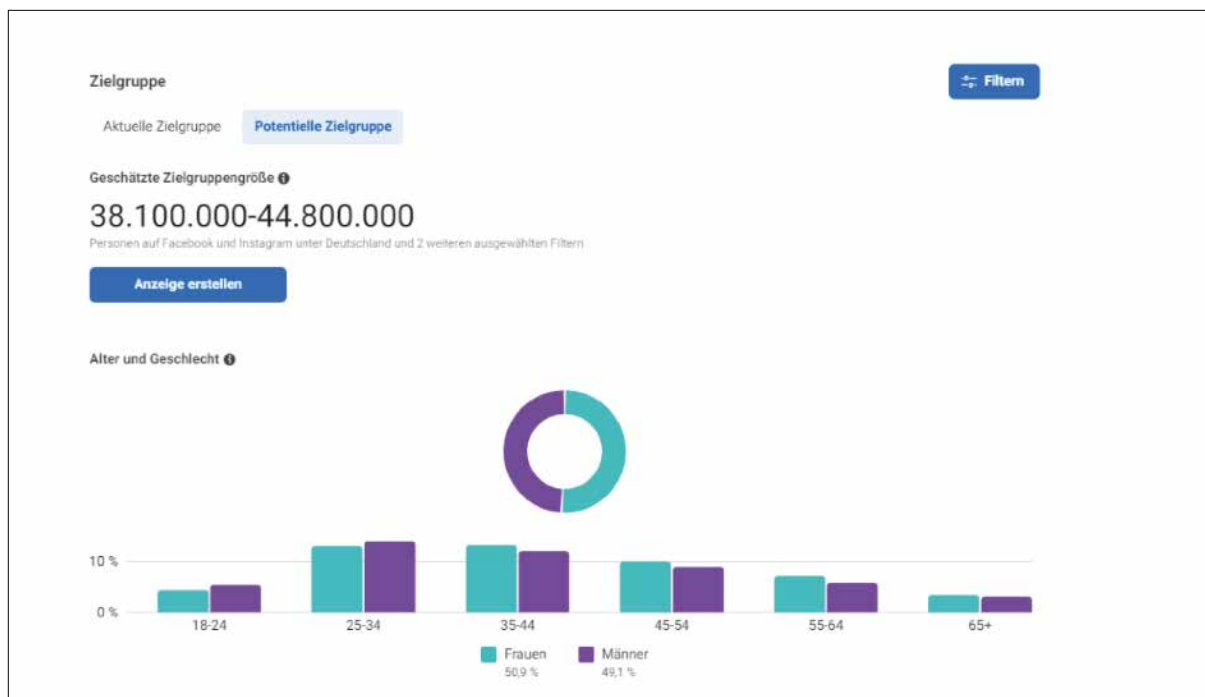 Zielgruppe
Filtern
Aktuelle Zielgruppe
Potentielle Zielgruppe
Geschätzte Zielgruppengröße
38.100.000-44.800.000
Personen auf Facebook und Instagram unter Deutschland und 2 weiteren ausgewählten Filtern
Anzeige erstellen
Alter und Geschlecht
10 %
0 %
18-24
25-34
35-44
45-54
55-64
65+
Frauen
50,9 %
Männer
49,1 %